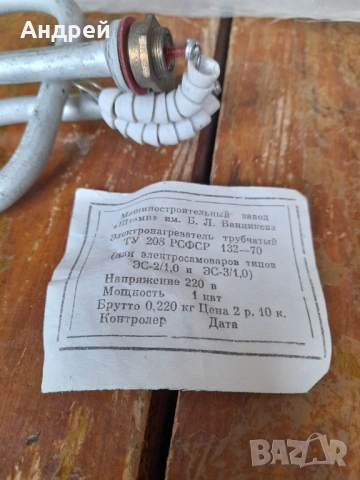 Андрей
Машиностроительный завод
«Штамп» им. Б. Л. Ванникова
Электронагреватель трубчатый
ТУ 208 РСФСР 132—70
(для электросамоваров типов
ЭС-2/1,0 и ЭС-3/1,0)
Напряжение 220 в
Мощность 1 квт
Брутто 0,220 кг Цена 2 р. 10 к.
Контролер Дата
BAZAR